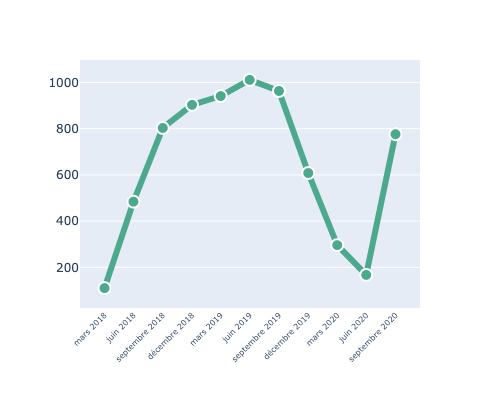 1000
800
600
400
200
mars 2018
juin 2018
septembre 2018
décembre 2018
mars 2019
juin 2019
septembre 2019
décembre 2019
mars 2020
juin 2020
septembre 2020